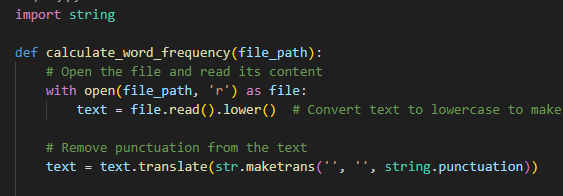 import string
def calculate_word_frequency(file_path):
# Open the file and read its content
with open(file_path, 'r') as file:
text = file.read().lower()  # Convert text to lowercase to make
# Remove punctuation from the text
text = text.translate(str.maketrans('', '', string.punctuation))